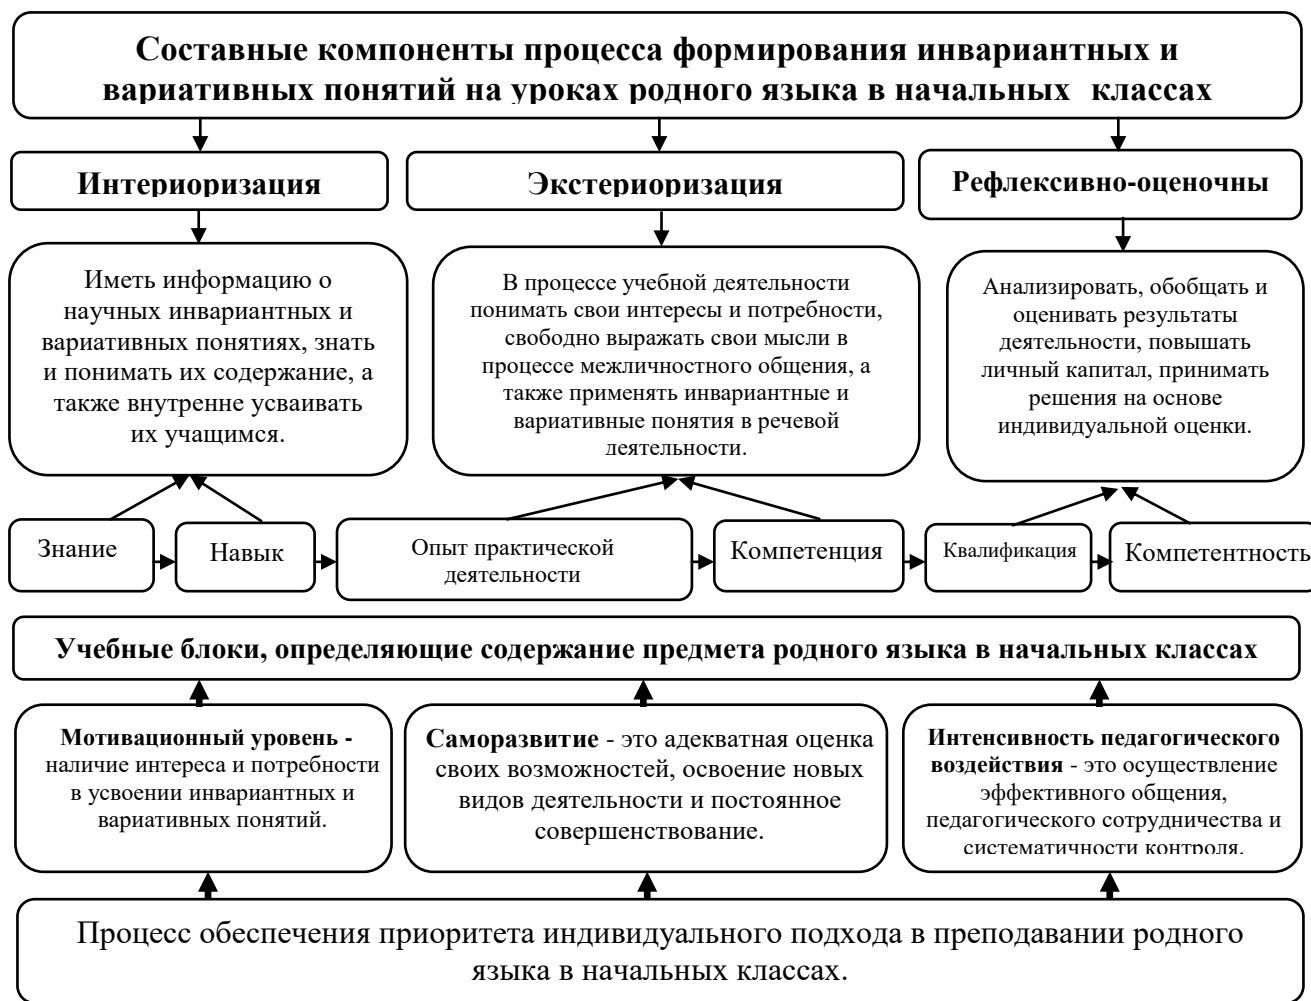 Составные компоненты процесса формирования инвариантных и
вариативных понятий на уроках родного языка в начальных классах
Интериоризация
Экстериоризация
Рефлексивно-оценочны
Иметь информацию о
научных инвариантных и
вариативных понятиях, знать
и понимать их содержание, а
также внутренне усваивать
их учащимся.
В процессе учебной деятельности
понимать свои интересы и потребности,
свободно выражать свои мысли в
процессе межличностного общения, а
также применять инвариантные и
вариативные понятия в речевой
деятельности.
Анализировать, обобщать и
оценивать результаты
деятельности, повышать
личный капитал, принимать
решения на основе
индивидуальной оценки.
Знание
Навык
Опыт практической
деятельности
Компетенция
Квалификация
Компетентность
Учебные блоки, определяющие содержание предмета родного языка в начальных классах
Мотивационный уровень -
наличие интереса и потребности
в усвоении инвариантных и
вариативных понятий.
Саморазвитие - это адекватная оценка
своих возможностей, освоение новых
видов деятельности и постоянное
совершенствование.
Интенсивность педагогического
воздействия - это осуществление
эффективного общения,
педагогического сотрудничества и
систематичности контроля.
Процесс обеспечения приоритета индивидуального подхода в преподавании родного
языка в начальных классах.